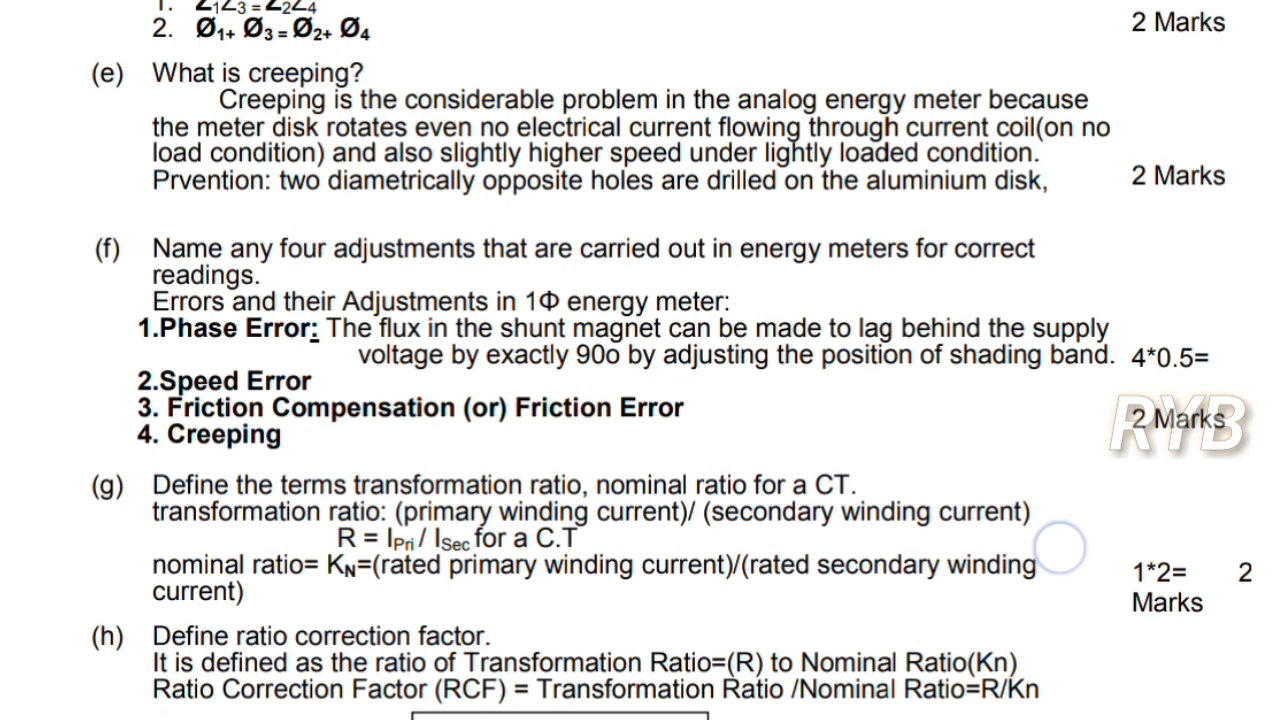 1. Z1Z3 = Z2Z4
2. Ø1+ Ø3 = Ø2+ Ø4
2 Marks
(e) What is creeping?
Creeping is the considerable problem in the analog energy meter because
the meter disk rotates even no electrical current flowing through current coil(on no
load condition) and also slightly higher speed under lightly loaded condition.
Prvention: two diametrically opposite holes are drilled on the aluminium disk,
2 Marks
(f) Name any four adjustments that are carried out in energy meters for correct
readings.
Errors and their Adjustments in 1Φ energy meter:
1.Phase Error: The flux in the shunt magnet can be made to lag behind the supply
voltage by exactly 90o by adjusting the position of shading band.
4*0.5=
2.Speed Error
3. Friction Compensation (or) Friction Error
2 Marks
RYB
4. Creeping
(g) Define the terms transformation ratio, nominal ratio for a CT.
transformation ratio: (primary winding current)/ (secondary winding current)
R = IPri / ISec for a C.T
nominal ratio= KN=(rated primary winding current)/(rated secondary winding
current)
1*2= 2
Marks
(h) Define ratio correction factor.
It is defined as the ratio of Transformation Ratio=(R) to Nominal Ratio(Kn)
Ratio Correction Factor (RCF) = Transformation Ratio /Nominal Ratio=R/Kn